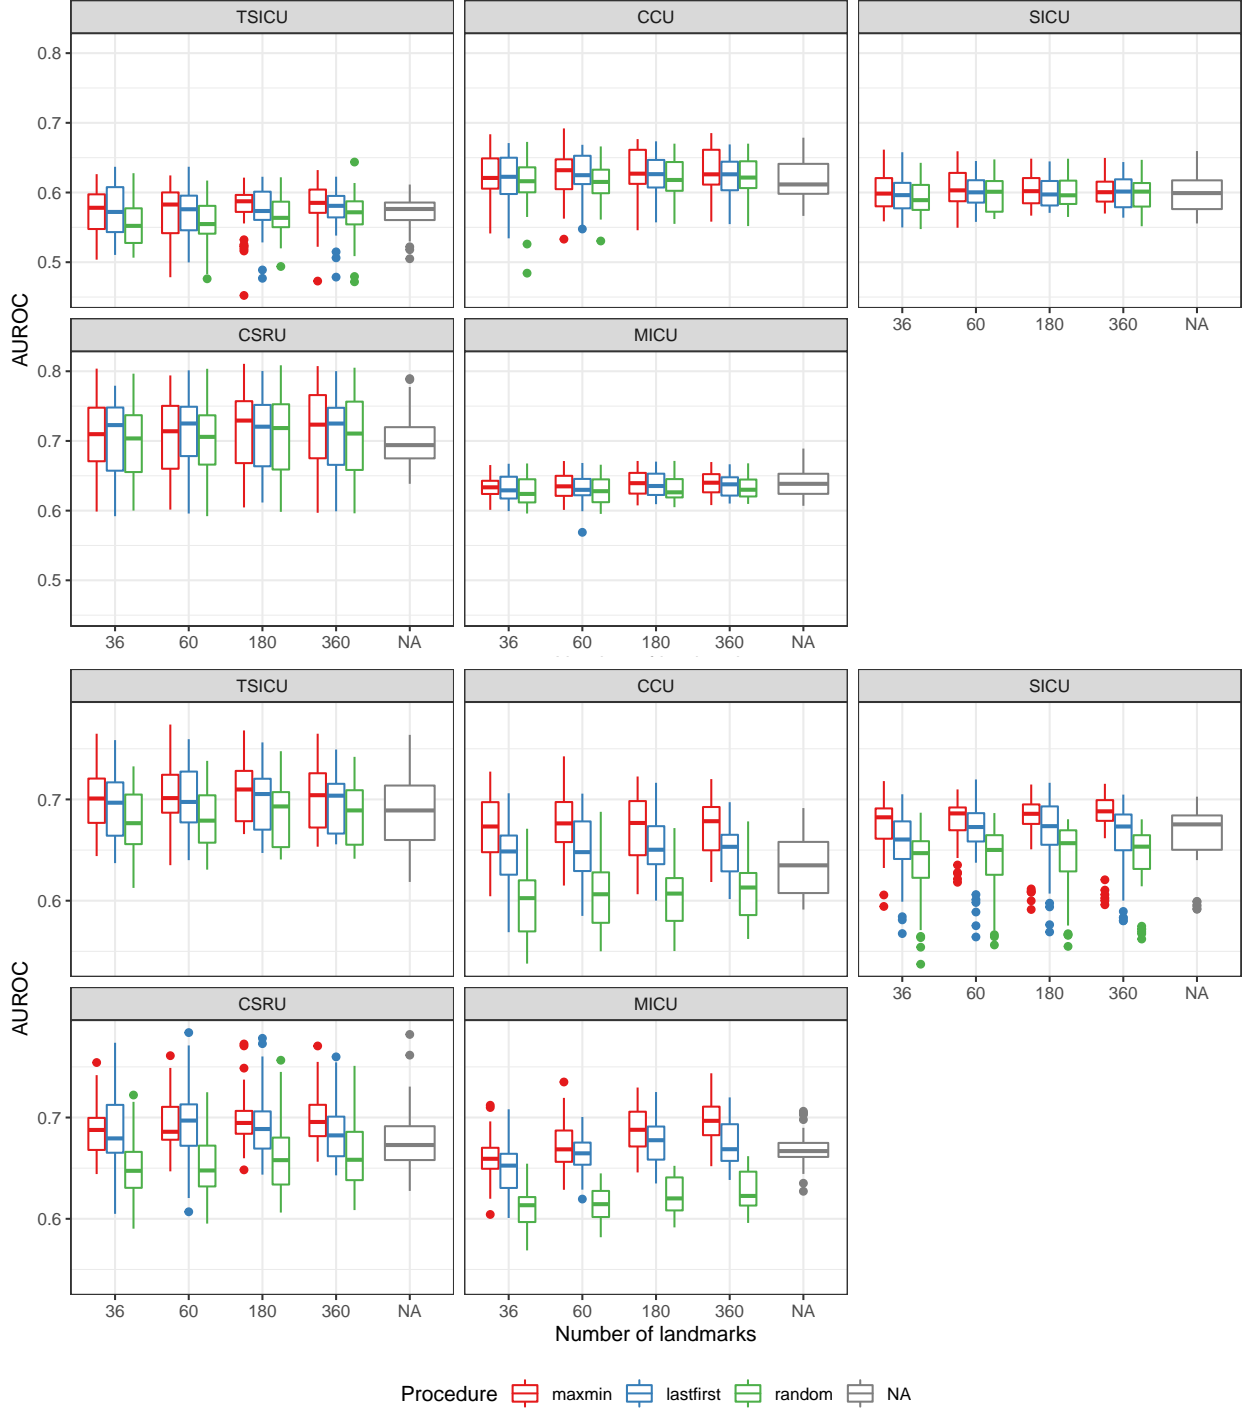 TSICU CCU SICU
0.8
0.7
0.6
0.5
36 60 180 360 NA
CSRU MICU
0.8
0.7
0.6
0.5
36 60 180 360 NA 36 60 180 360 NA
AUROC
TSICU CCU SICU
0.7
0.6
36 60 180 360 NA
CSRU MICU
0.7
0.6
36 60 180 360 NA 36 60 180 360 NA
AUROC
Number of landmarks
Procedure maxmin lastfirst random NA